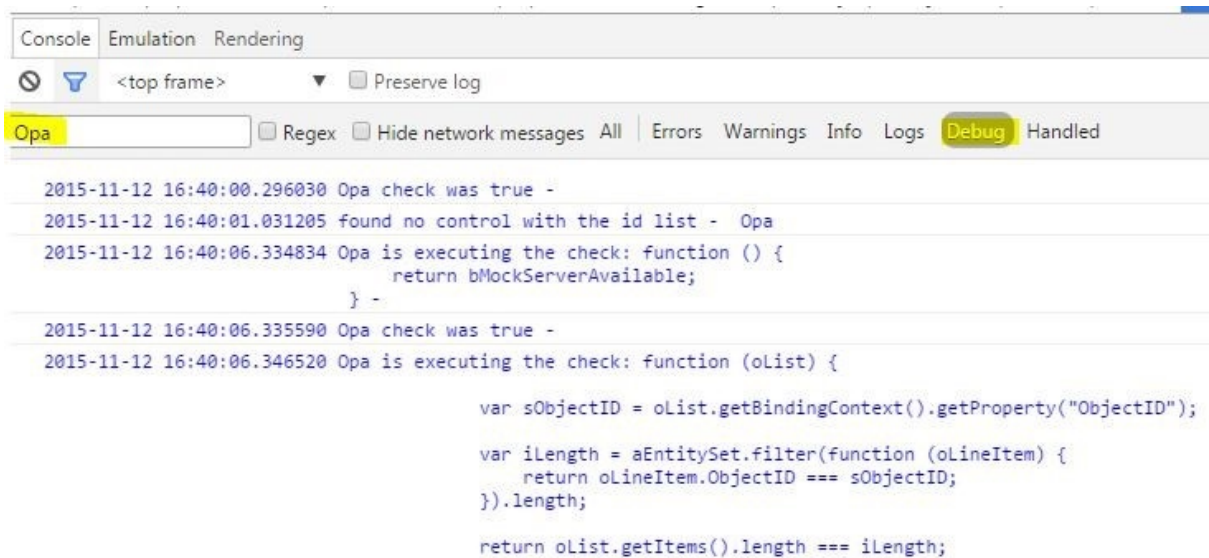 Console Emulation Rendering
<top frame> ▼ Preserve log
Opa Regex Hide network messages All Errors Warnings Info Logs Debug Handled
2015-11-12 16:40:00.296030 Opa check was true -
2015-11-12 16:40:01.031205 found no control with the id list - Opa
2015-11-12 16:40:06.334834 Opa is executing the check: function () {
return bMockServerAvailable;
} -
2015-11-12 16:40:06.335590 Opa check was true -
2015-11-12 16:40:06.346520 Opa is executing the check: function (oList) {
var sObjectID = oList.getBindingContext().getProperty("ObjectID");
var iLength = aEntitySet.filter(function (oLineItem) {
return oLineItem.ObjectID === sObjectID;
}).length;
return oList.getItems().length === iLength;